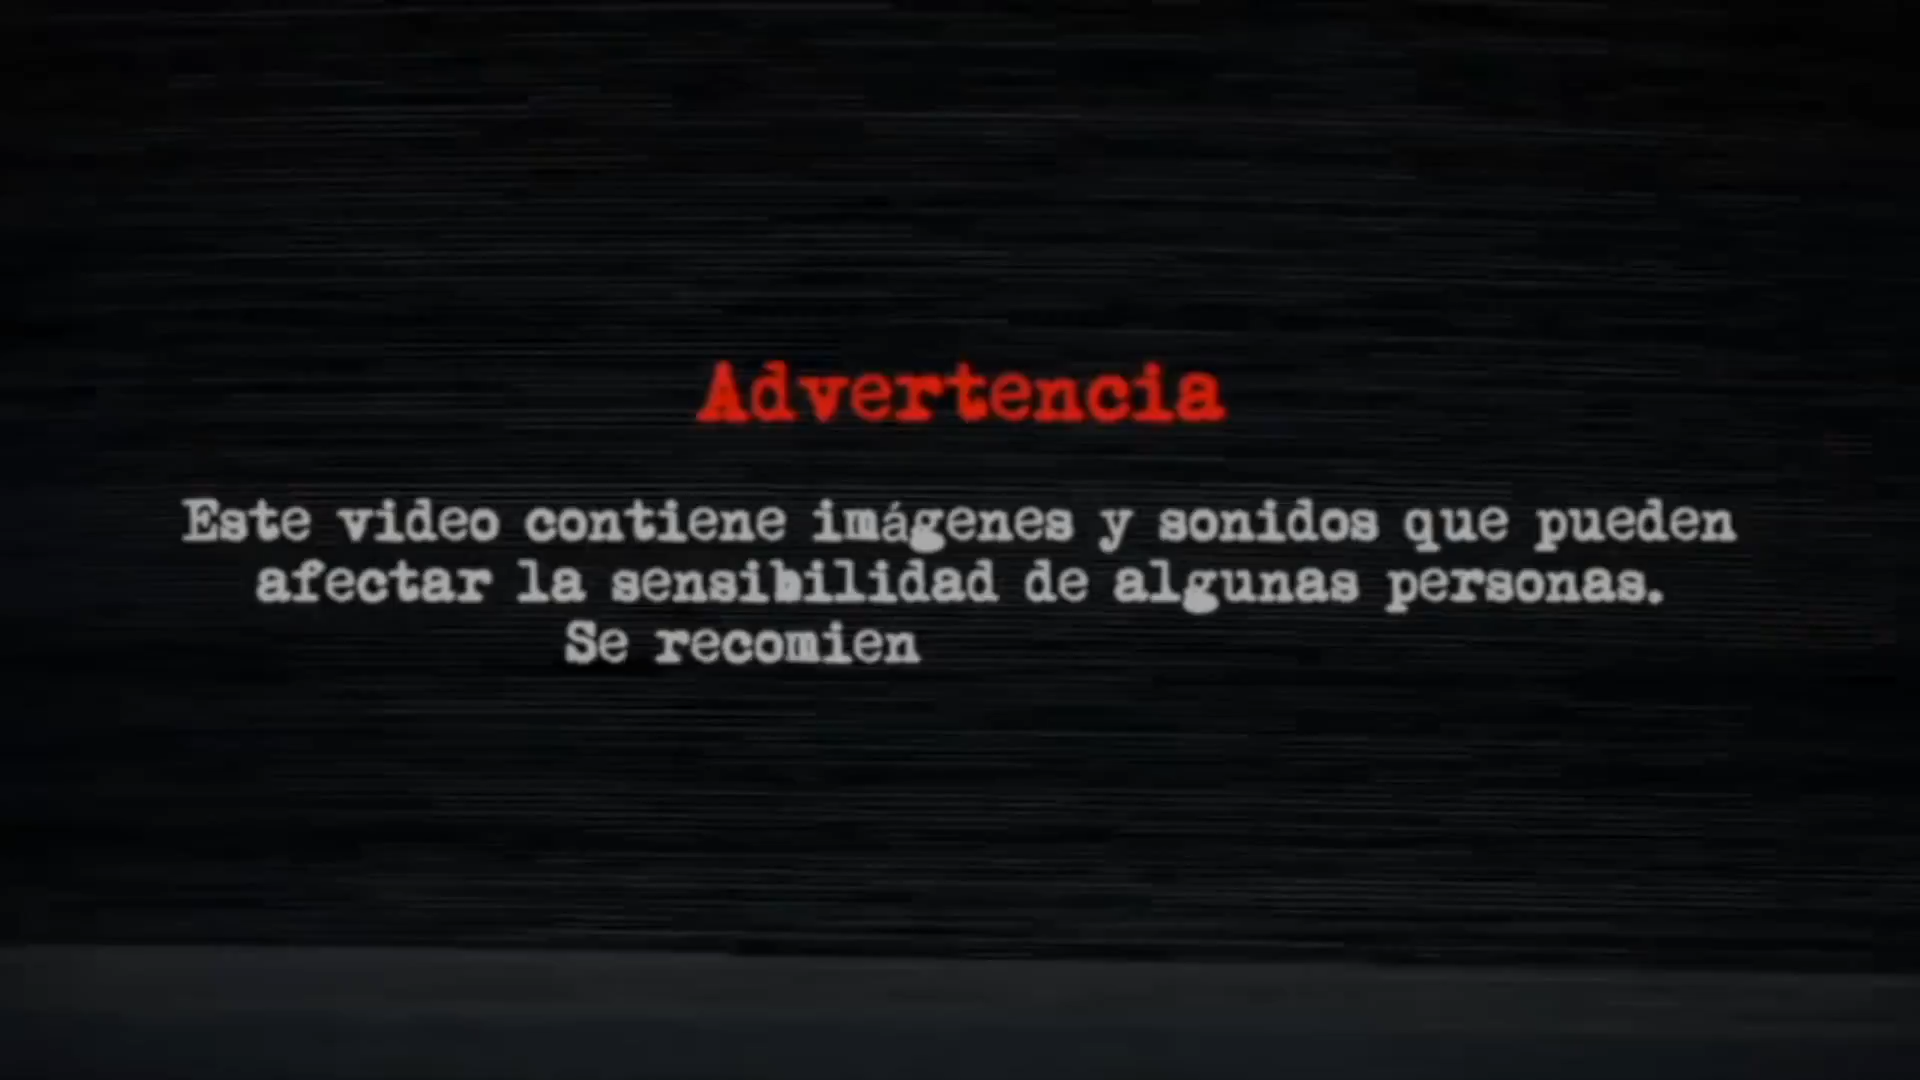 Advertencia
Este video contiene imágenes y sonidos que pueden
afectar la sensibilidad de algunas personas.
Se recomien